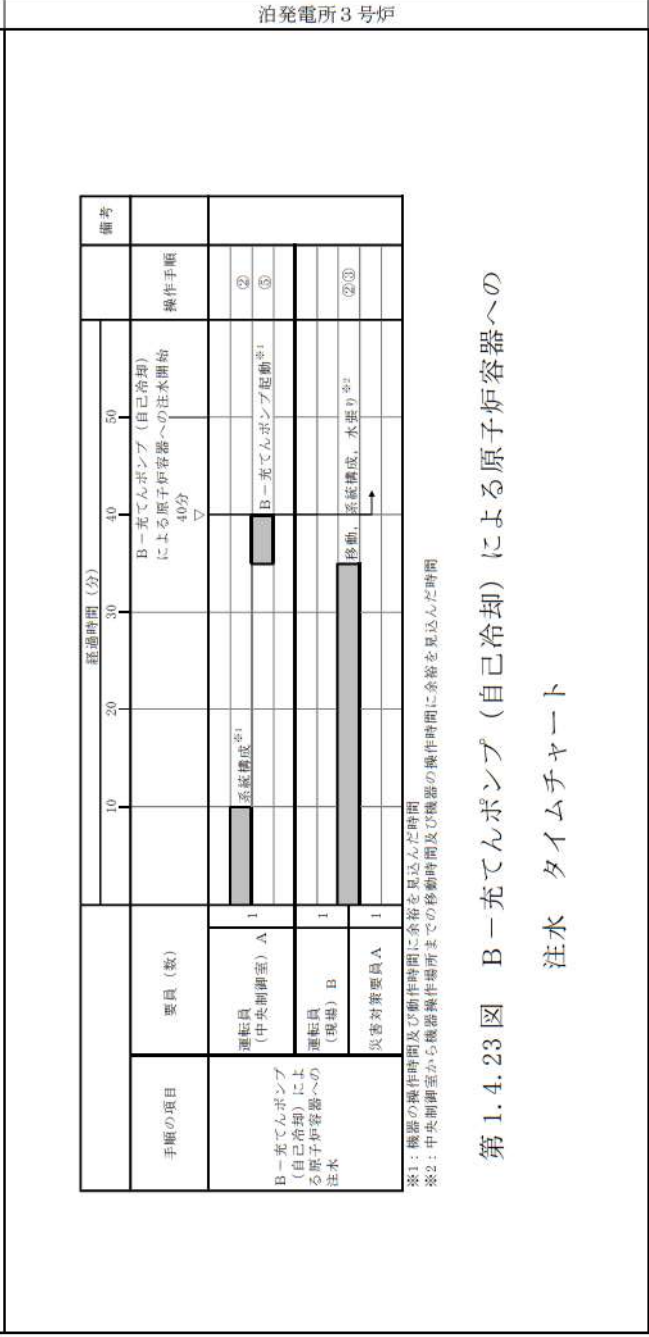 泊発電所3号炉
経過時間(分)
備考
10 20 30 40 50
手順の項目
要員(数)
B-充てんポンプ(自己冷却)
による原子炉容器への注水開始
40分
▽
操作手順
B-充てんポンプ
(自己冷却)によ
る原子炉容器への
注水
運転員
(中央制御室)A
1
系統構成※1
②
B-充てんポンプ起動※1
⑤
運転員
(現場)B
1
移動,系統構成,水張り※2
②③
災害対策要員A
1
※1:機器の操作時間及び動作時間に余裕を見込んだ時間
※2:中央制御室から機器操作場所までの移動時間及び機器の操作時間に余裕を見込んだ時間
第1.4.23図 B-充てんポンプ(自己冷却)による原子炉容器への
注水 タイムチャート